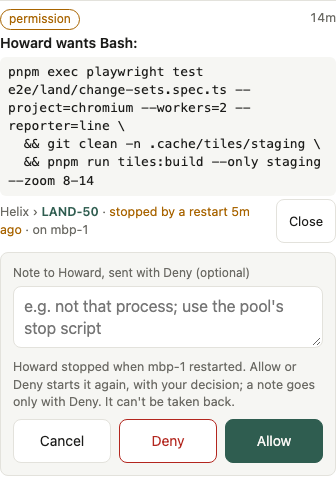 permission
14m
Howard wants Bash:
pnpm exec playwright test
e2e/land/change-sets.spec.ts --
project=chromium --workers=2 --
reporter=line \
  && git clean -n .cache/tiles/staging \
  && pnpm run tiles:build --only staging
--zoom 8-14
Helix › LAND-50 · stopped by a restart 5m
ago · on mbp-1
Close
Note to Howard, sent with Deny (optional)
e.g. not that process; use the pool's
stop script
Howard stopped when mbp-1 restarted. Allow or
Deny starts it again, with your decision; a note goes
only with Deny. It can't be taken back.
Cancel
Deny
Allow